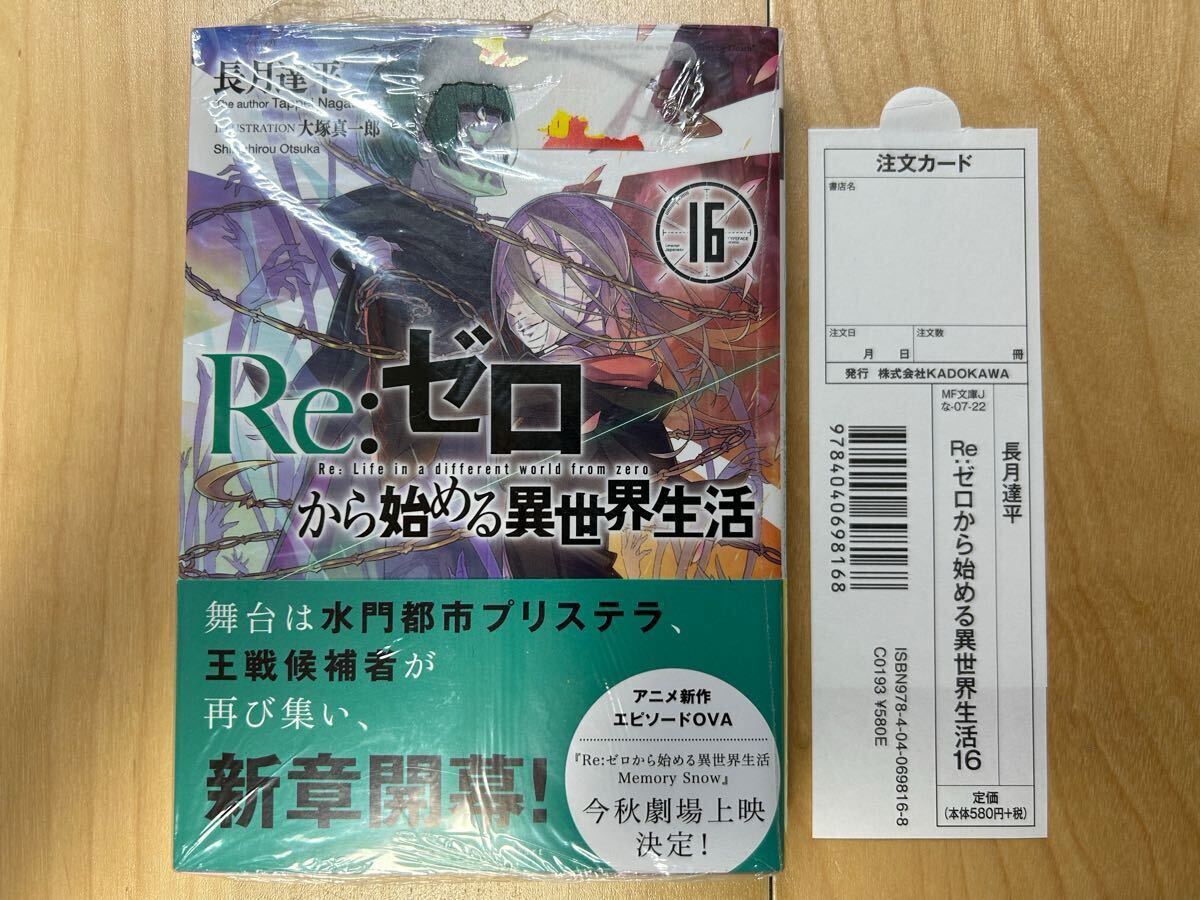 長月達平
The author Tappei Naga
ILLUSTRATION 大塚真一郎
Shinichirou Otsuka
16
Re:ゼロ
Re: Life in a different world from zero
から始める異世界生活
舞台は水門都市プリステラ、
王戦候補者が
再び集い、
新章開幕!
アニメ新作
エピソードOVA
『Re:ゼロから始める異世界生活
Memory Snow』
今秋劇場上映
決定!
注文カード
書店名
注文日
月 日
注文数
冊
発行 株式会社KADOKAWA
MF文庫J
な-07-22
長月達平
Re:ゼロから始める異世界生活16
9784040698168
ISBN978-4-04-069816-8
C0193 ¥580E
定価
(本体580円+税)